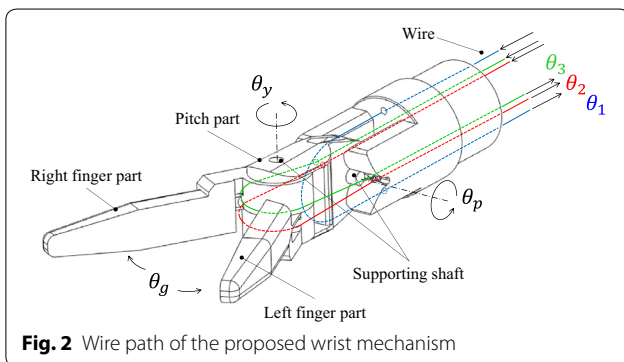 Wire
θ3
θ2
θ1
θy
Pitch part
Right finger part
θp
Supporting shaft
θg
Left finger part
Fig. 2 Wire path of the proposed wrist mechanism